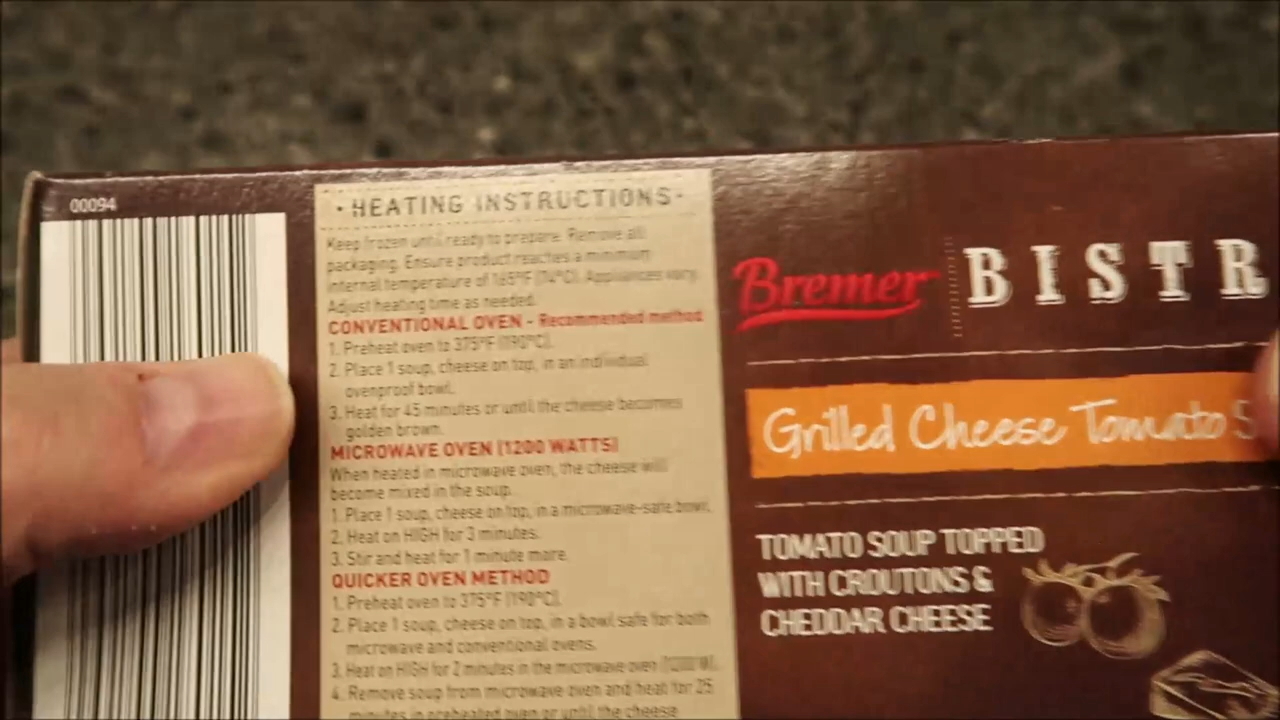 00094
·HEATING INSTRUCTIONS·
Keep frozen until ready to prepare. Remove all
packaging. Ensure product reaches a minimum
internal temperature of 165°F (74°C). Appliances vary.
Adjust heating time as needed.
CONVENTIONAL OVEN - Recommended method
1. Preheat oven to 375°F (190°C).
2. Place 1 soup, cheese on top, in an individual
ovenproof bowl.
3. Heat for 45 minutes or until the cheese becomes
golden brown.
MICROWAVE OVEN (1200 WATTS)
When heated in microwave oven, the cheese will
become mixed in the soup.
1. Place 1 soup, cheese on top, in a microwave-safe bowl.
2. Heat on HIGH for 3 minutes.
3. Stir and heat for 1 minute more.
QUICKER OVEN METHOD
1. Preheat oven to 375°F (190°C).
2. Place 1 soup, cheese on top, in a bowl safe for both
microwave and conventional ovens.
3. Heat on HIGH for 2 minutes in the microwave oven (1200 W).
4. Remove soup from microwave oven and heat for 25
minutes in preheated oven or until the cheese
Bremer
BISTR
Grilled Cheese Tomato S
TOMATO SOUP TOPPED
WITH CROUTONS &
CHEDDAR CHEESE